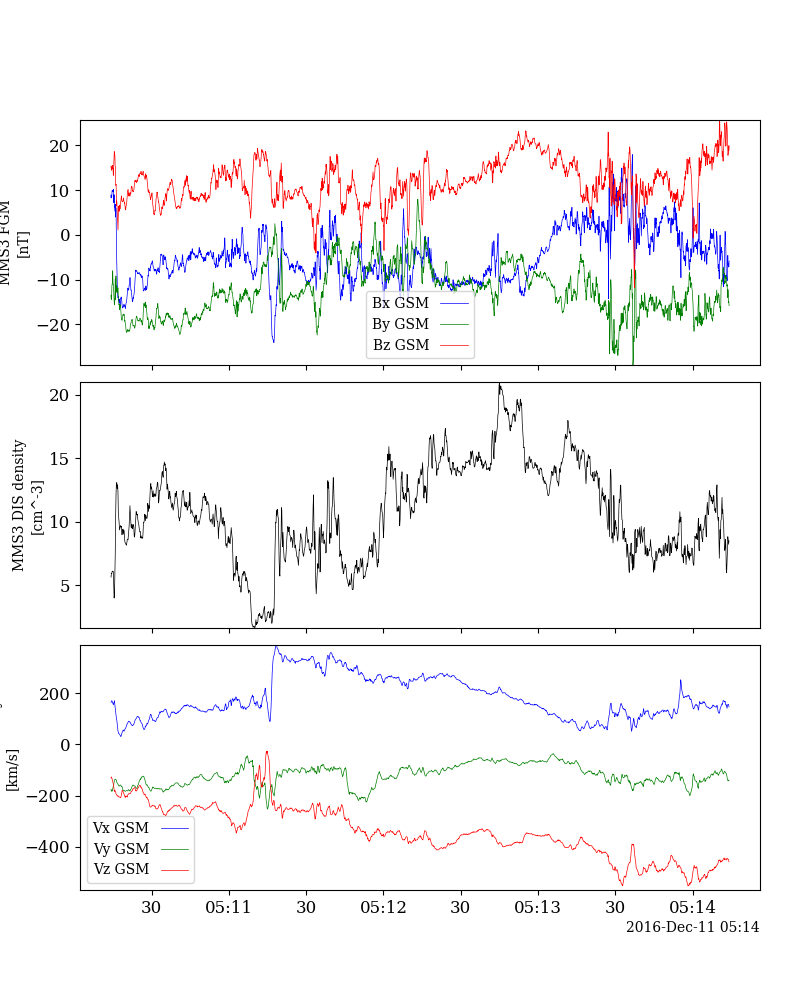 20
10
0
−10
−20
MMS3 FGM
[nT]
Bx GSM
By GSM
Bz GSM
20
15
10
5
MMS3 DIS density
[cm^-3]
200
0
−200
−400
[km/s]
Vx GSM
Vy GSM
Vz GSM
30 05:11 30 05:12 30 05:13 30 05:14
2016-Dec-11 05:14